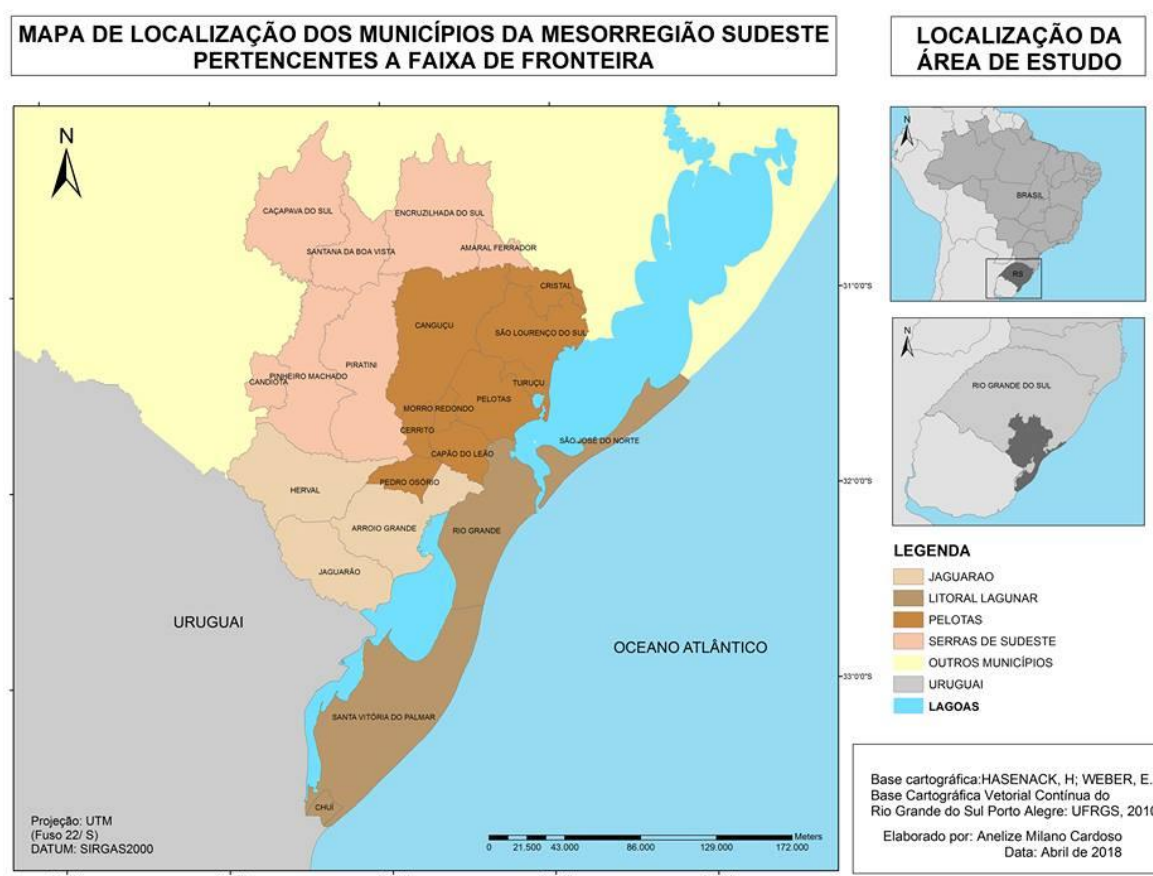 MAPA DE LOCALIZAÇÃO DOS MUNICÍPIOS DA MESORREGIÃO SUDESTE
PERTENCENTES A FAIXA DE FRONTEIRA
N
CAÇAPAVA DO SUL
ENCRUZILHADA DO SUL
SANTANA DA BOA VISTA
AMARAL FERRADOR
CRISTAL
CANGUÇU
SÃO LOURENÇO DO SUL
PIRATINI
PINHEIRO MACHADO
CANDIOTA
TURUÇU
PELOTAS
MORRO REDONDO
CERRITO
SÃO JOSÉ DO NORTE
CAPÃO DO LEÃO
PEDRO OSÓRIO
HERVAL
ARROIO GRANDE
RIO GRANDE
JAGUARÃO
URUGUAI
OCEANO ATLÂNTICO
SANTA VITÓRIA DO PALMAR
CHUÍ
31°0'0"S
32°0'0"S
33°0'0"S
Projeção: UTM
(Fuso 22/ S)
DATUM: SIRGAS2000
Meters
0 21.500 43.000 86.000 129.000 172.000
LOCALIZAÇÃO DA
ÁREA DE ESTUDO
N
BRASIL
RS
N
RIO GRANDE DO SUL
LEGENDA
JAGUARAO
LITORAL LAGUNAR
PELOTAS
SERRAS DE SUDESTE
OUTROS MUNICÍPIOS
URUGUAI
LAGOAS
Base cartográfica:HASENACK, H; WEBER, E.
Base Cartográfica Vetorial Contínua do
Rio Grande do Sul Porto Alegre: UFRGS, 2010
Elaborado por: Anelize Milano Cardoso
Data: Abril de 2018